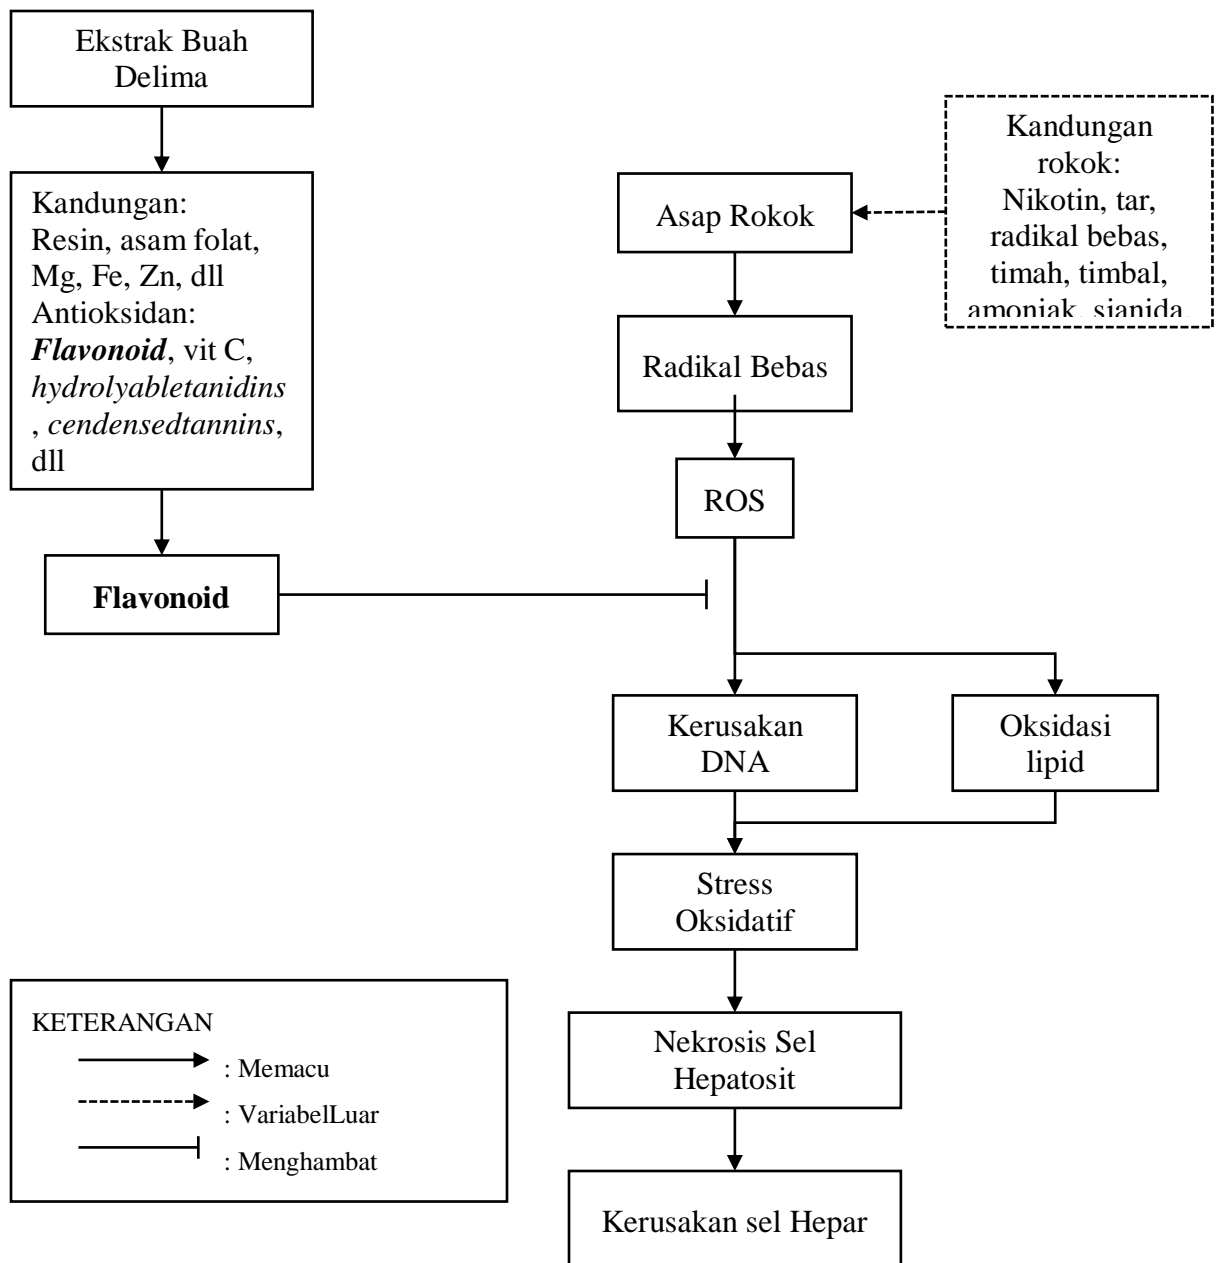 Ekstrak Buah
Delima
Kandungan:
Resin, asam folat,
Mg, Fe, Zn, dll
Antioksidan:
Flavonoid, vit C,
hydrolyabletanidins
, cendensedtannins,
dll
Flavonoid
Kandungan
rokok:
Nikotin, tar,
radikal bebas,
timah, timbal,
amoniak, sianida,
Asap Rokok
Radikal Bebas
ROS
Kerusakan
DNA
Oksidasi
lipid
Stress
Oksidatif
Nekrosis Sel
Hepatosit
Kerusakan sel Hepar
KETERANGAN
: Memacu
: VariabelLuar
: Menghambat